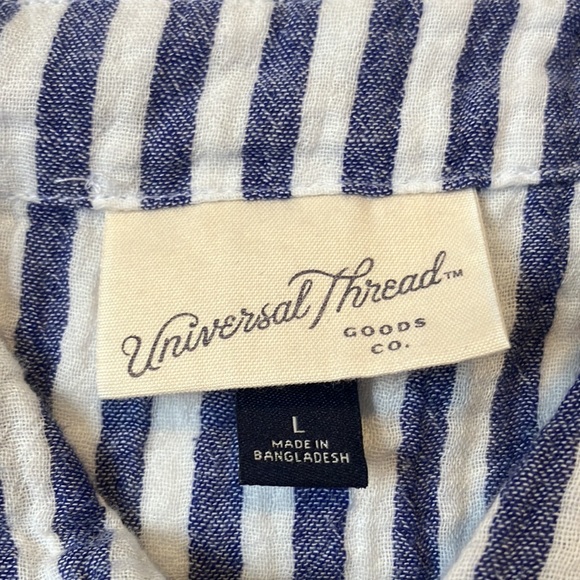 Universal Thread™
GOODS
CO.
L
MADE IN
BANGLADESH